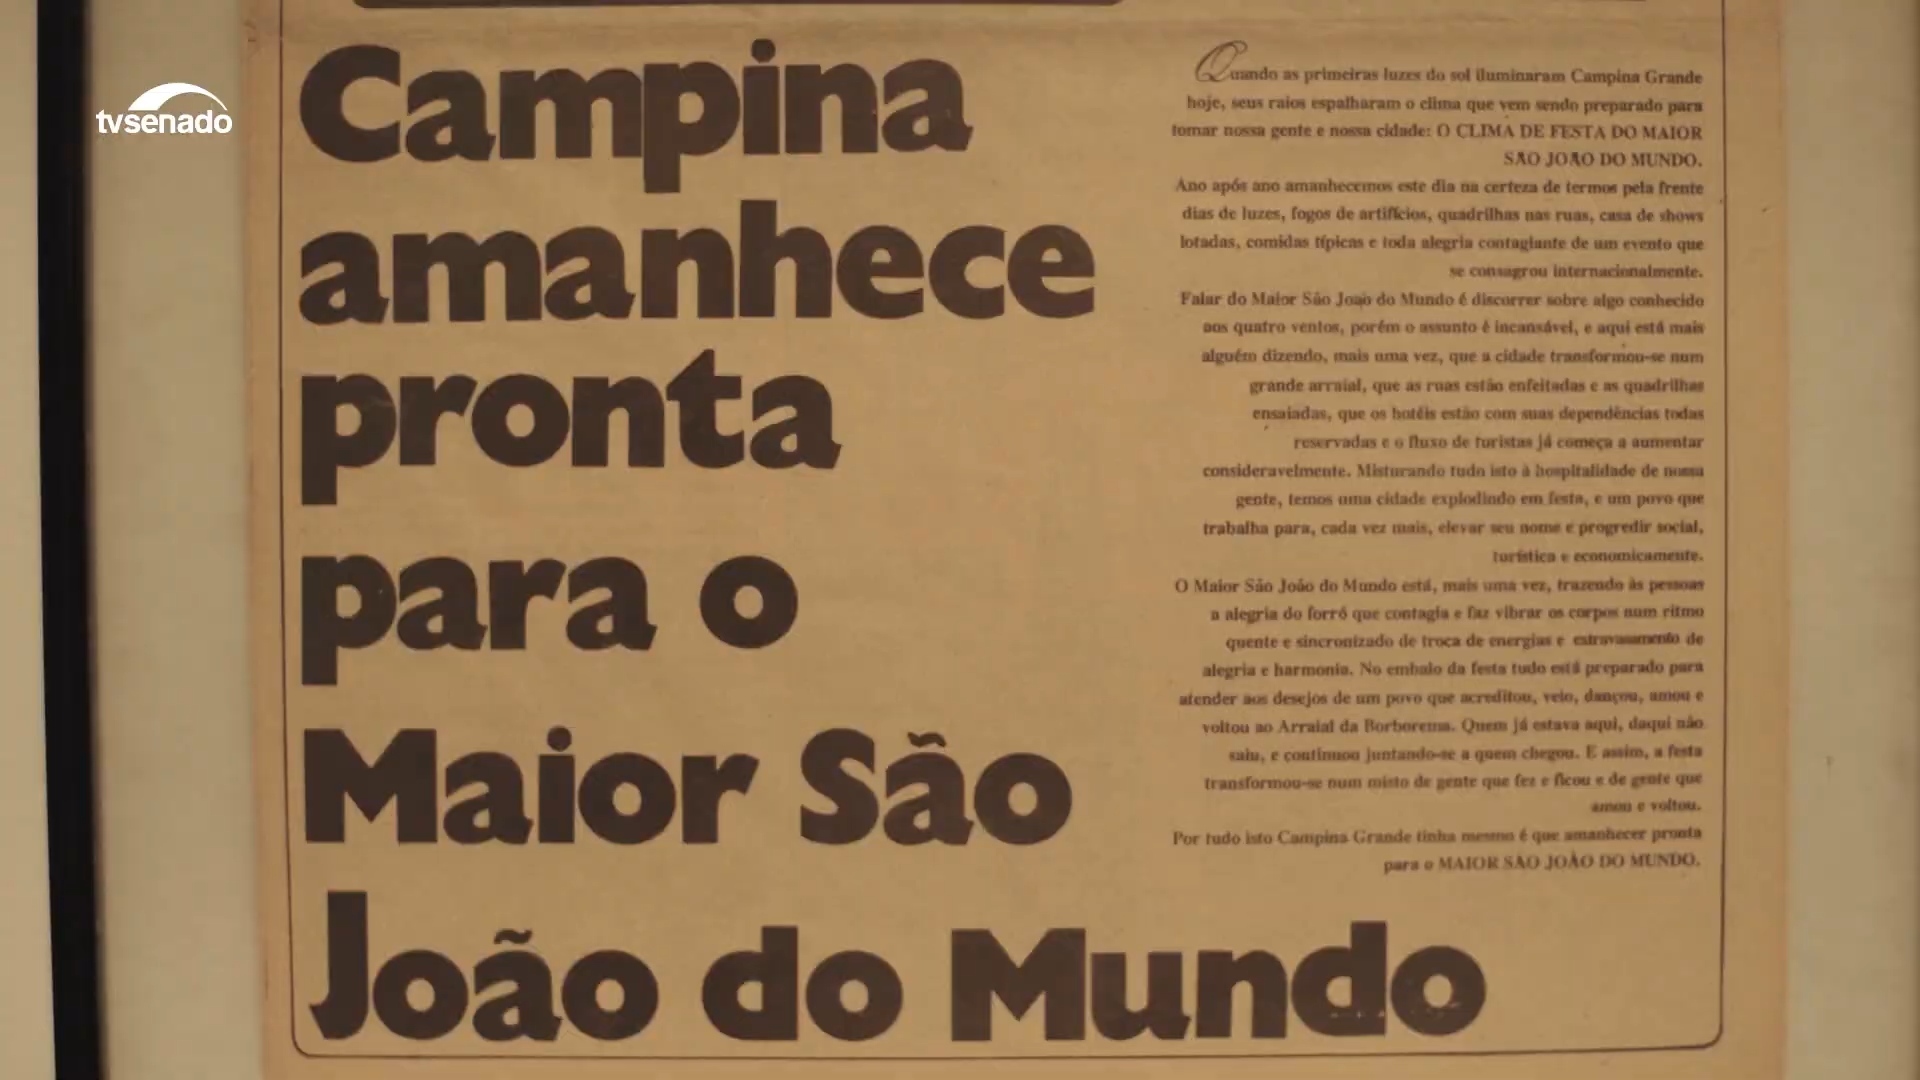 tvsenado
Campina
amanhece
pronta
para o
Maior São
João do Mundo
Quando as primeiras luzes do sol iluminaram Campina Grande
hoje, seus raios espalharam o clima que vem sendo preparado para
tomar nossa gente e nossa cidade: O CLIMA DE FESTA DO MAIOR
SÃO JOÃO DO MUNDO.
Ano após ano amanhecemos este dia na certeza de termos pela frente
dias de luzes, fogos de artifícios, quadrilhas nas ruas, casa de shows
lotadas, comidas típicas e toda alegria contagiante de um evento que
se consagrou internacionalmente.
Falar do Maior São João do Mundo é discorrer sobre algo conhecido
aos quatro ventos, porém o assunto é incansável, e aqui está mais
alguém dizendo, mais uma vez, que a cidade transformou-se num
grande arraial, que as ruas estão enfeitadas e as quadrilhas
ensaiadas, que os hotéis estão com suas dependências todas
reservadas e o fluxo de turistas já começa a aumentar
consideravelmente. Misturando tudo isto à hospitalidade de nossa
gente, temos uma cidade explodindo em festa, e um povo que
trabalha para, cada vez mais, elevar seu nome e progredir social,
turística e economicamente.
O Maior São João do Mundo está, mais uma vez, trazendo às pessoas
a alegria do forró que contagia e faz vibrar os corpos num ritmo
quente e sincronizado de troca de energias e extravasamento de
alegria e harmonia. No embalo da festa tudo está preparado para
atender aos desejos de um povo que acreditou, veio, dançou, amou e
voltou ao Arraial da Borborema. Quem já estava aqui, daqui não
saiu, e continuou juntando-se a quem chegou. E assim, a festa
transformou-se num misto de gente que fez e ficou e de gente que
amou e voltou.
Por tudo isto Campina Grande tinha mesmo é que amanhecer pronta
para o MAIOR SÃO JOÃO DO MUNDO.